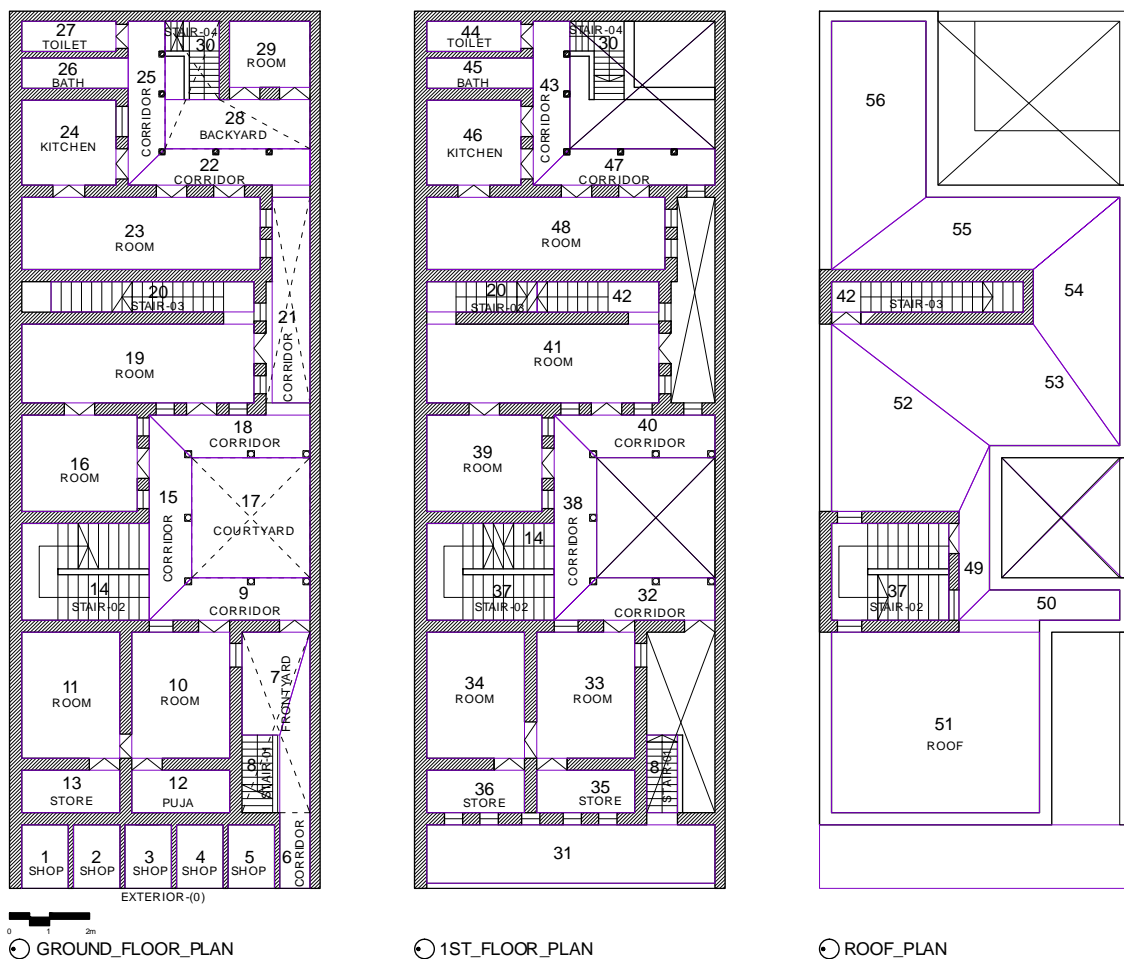 27
TOILET
STAIR-04
30
29
ROOM
26
BATH
25
CORRIDOR
24
KITCHEN
28
BACKYARD
22
CORRIDOR
23
ROOM
20
STAIR-03
21
CORRIDOR
19
ROOM
18
CORRIDOR
16
ROOM
15
CORRIDOR
17
COURTYARD
14
STAIR-02
9
CORRIDOR
11
ROOM
10
ROOM
7
FRONTYARD
8
STAIR-01
13
STORE
12
PUJA
1
SHOP
2
SHOP
3
SHOP
4
SHOP
5
SHOP
6
CORRIDOR
EXTERIOR-(0)
0 1 2m
GROUND_FLOOR_PLAN
44
TOILET
STAIR-04
30
45
BATH
43
CORRIDOR
46
KITCHEN
47
CORRIDOR
48
ROOM
20
STAIR-03
42
41
ROOM
40
CORRIDOR
39
ROOM
38
CORRIDOR
14
37
STAIR-02
32
CORRIDOR
34
ROOM
33
ROOM
8
STAIR-01
36
STORE
35
STORE
31
1ST_FLOOR_PLAN
56
55
54
42
STAIR-03
53
52
49
37
STAIR-02
50
51
ROOF
ROOF_PLAN